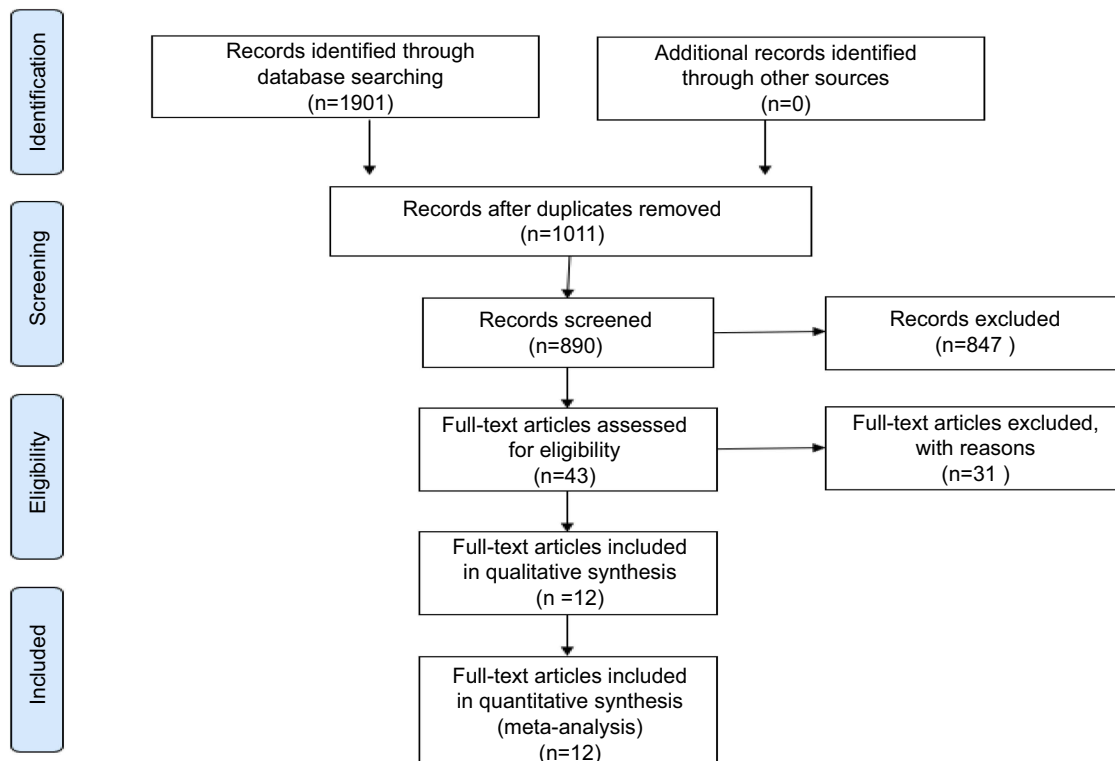 Identification
Records identified through
database searching
(n=1901)
Additional records identified
through other sources
(n=0)
Screening
Records after duplicates removed
(n=1011)
Records screened
(n=890)
Records excluded
(n=847 )
Eligibility
Full-text articles assessed
for eligibility
(n=43)
Full-text articles excluded,
with reasons
(n=31 )
Full-text articles included
in qualitative synthesis
(n =12)
Included
Full-text articles included
in quantitative synthesis
(meta-analysis)
(n=12)